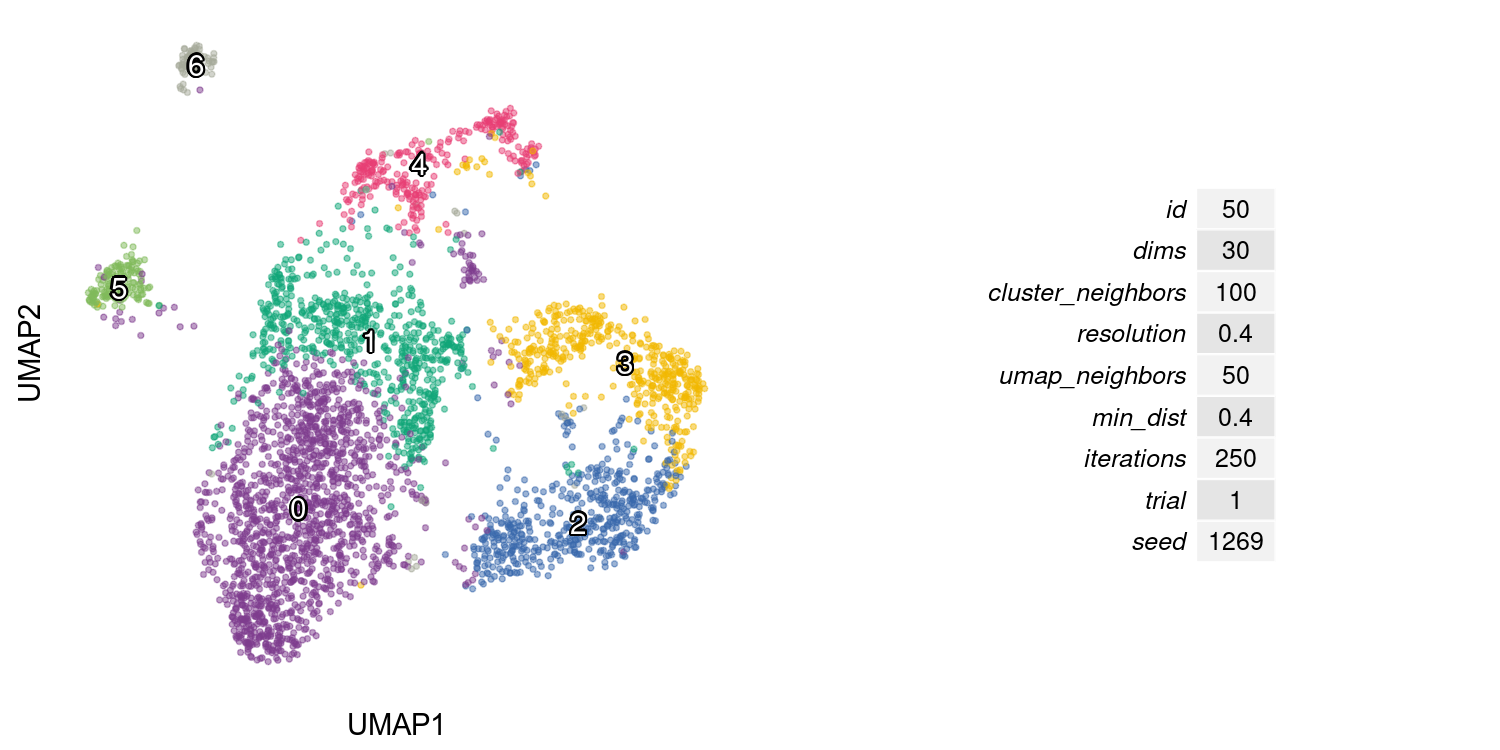 6
4
5
1
3
0
2
UMAP2
UMAP1
id 50
dims 30
cluster_neighbors 100
resolution 0.4
umap_neighbors 50
min_dist 0.4
iterations 250
trial 1
seed 1269